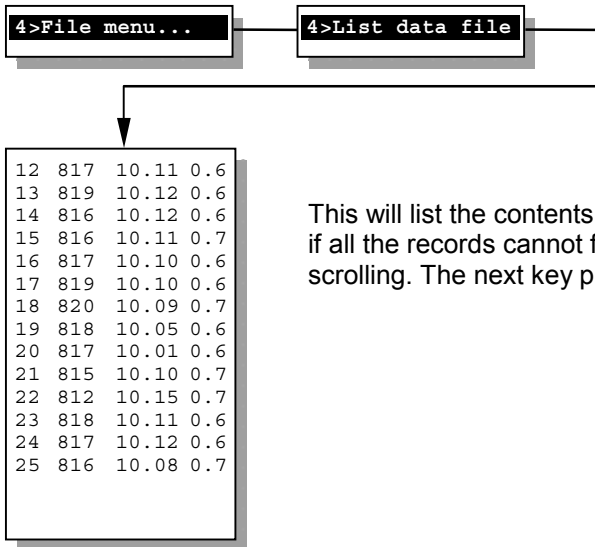 4>File menu...
4>List data file
12 817 10.11 0.6
13 819 10.12 0.6
14 816 10.12 0.6
15 816 10.11 0.7
16 817 10.10 0.6
17 819 10.10 0.6
18 820 10.09 0.7
19 818 10.05 0.6
20 817 10.01 0.6
21 815 10.10 0.7
22 812 10.15 0.7
23 818 10.11 0.6
24 817 10.12 0.6
25 816 10.08 0.7
This will list the contents
if all the records cannot f
scrolling. The next key p